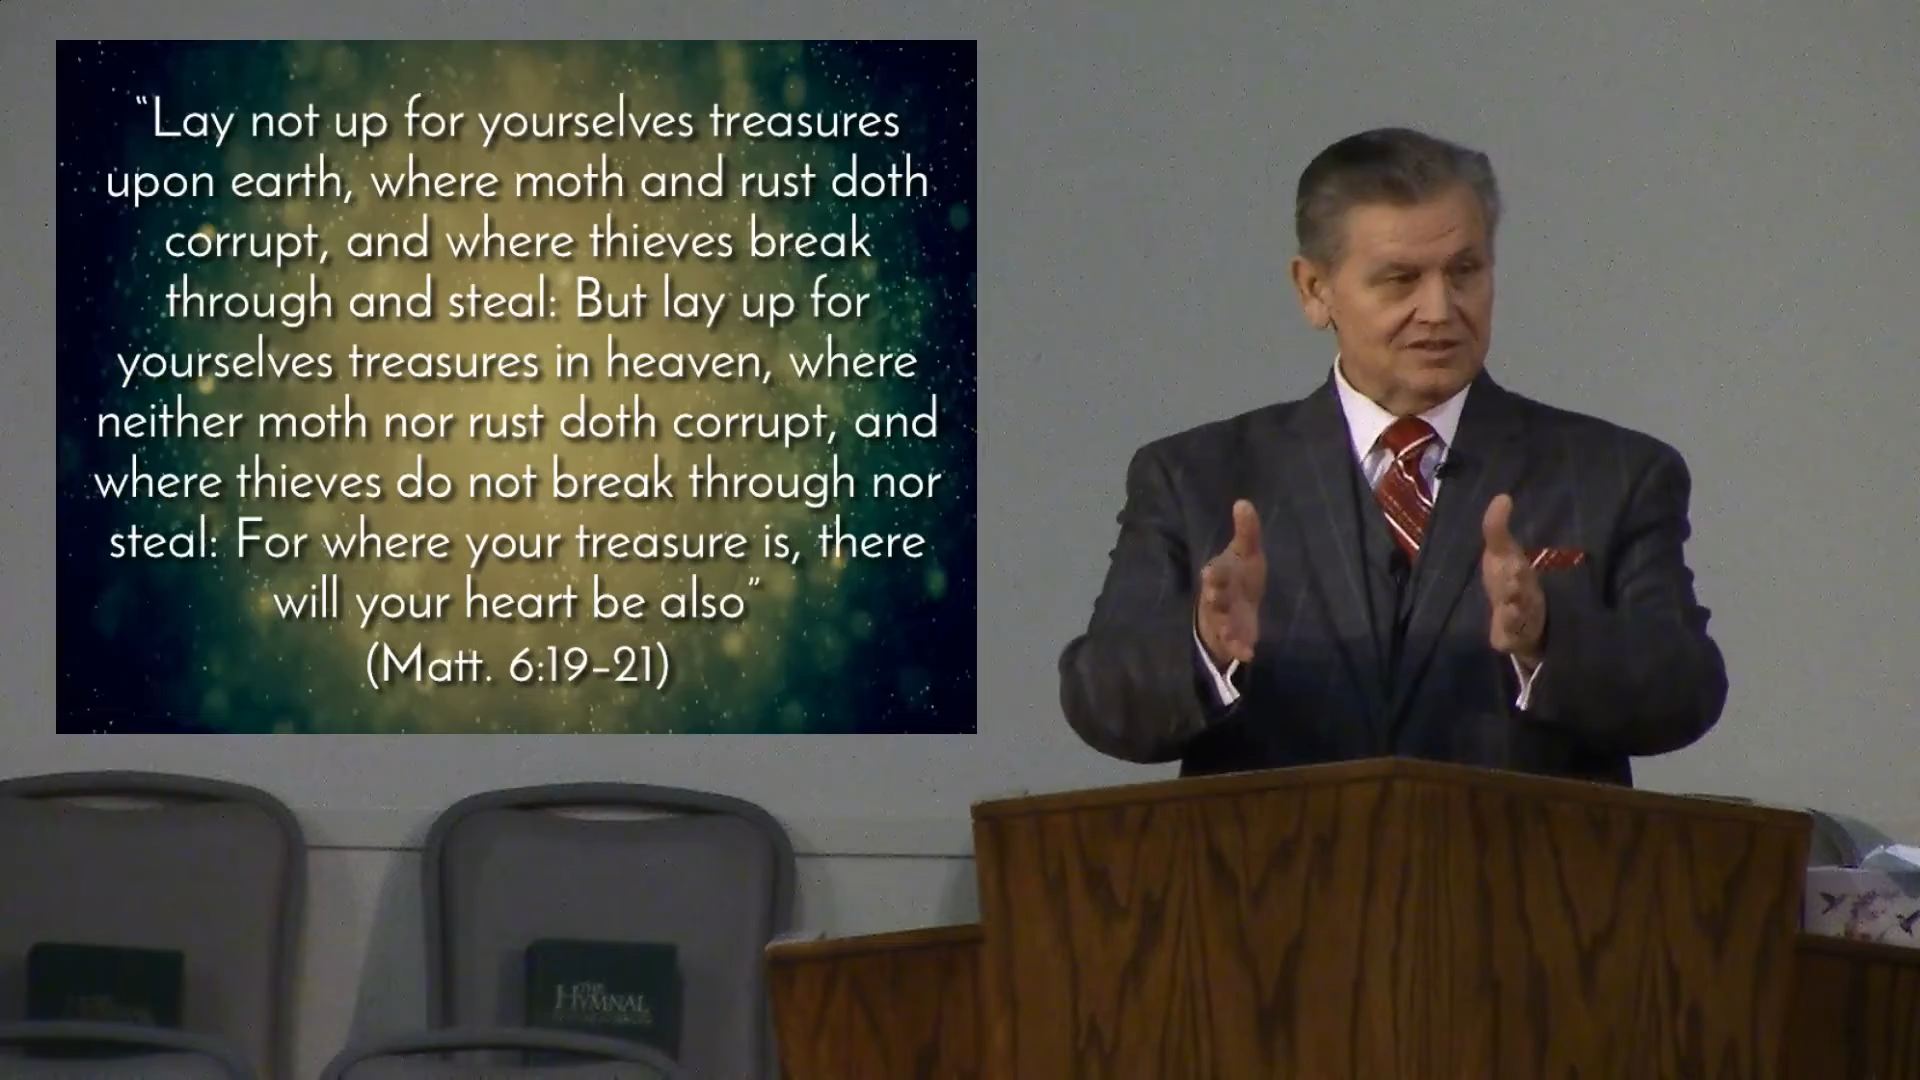 “Lay not up for yourselves treasures
upon earth, where moth and rust doth
corrupt, and where thieves break
through and steal: But lay up for
yourselves treasures in heaven, where
neither moth nor rust doth corrupt, and
where thieves do not break through nor
steal: For where your treasure is, there
will your heart be also”
(Matt. 6:19–21)
THE
HYMNAL